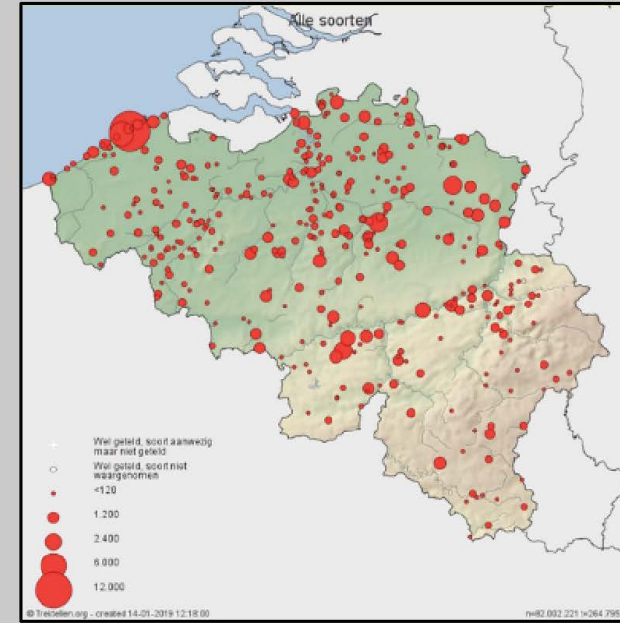 Alle soorten
Wel geteld, soort aanwezig
maar niet geteld
Wel geteld, soort niet
waargenomen
<120
1.200
2.400
6.000
12.000
© Trektellen.org - created 14-01-2019 12:18:00